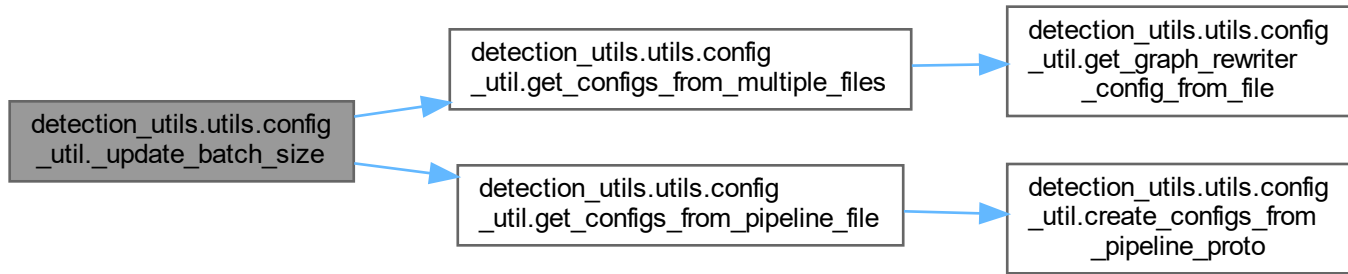 detection_utils.utils.config
_util._update_batch_size
detection_utils.utils.config
_util.get_configs_from_multiple_files
detection_utils.utils.config
_util.get_graph_rewriter
_config_from_file
detection_utils.utils.config
_util.get_configs_from_pipeline_file
detection_utils.utils.config
_util.create_configs_from
_pipeline_proto